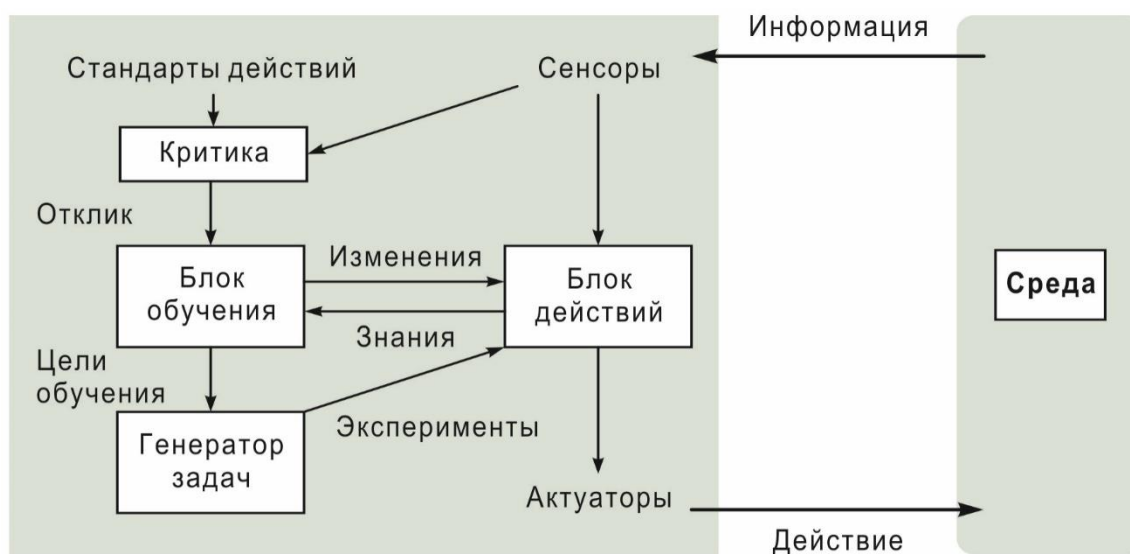 Информация
Стандарты действий
Сенсоры
Критика
Отклик
Изменения
Блок
обучения
Блок
действий
Среда
Знания
Цели
обучения
Эксперименты
Генератор
задач
Актуаторы
Действие